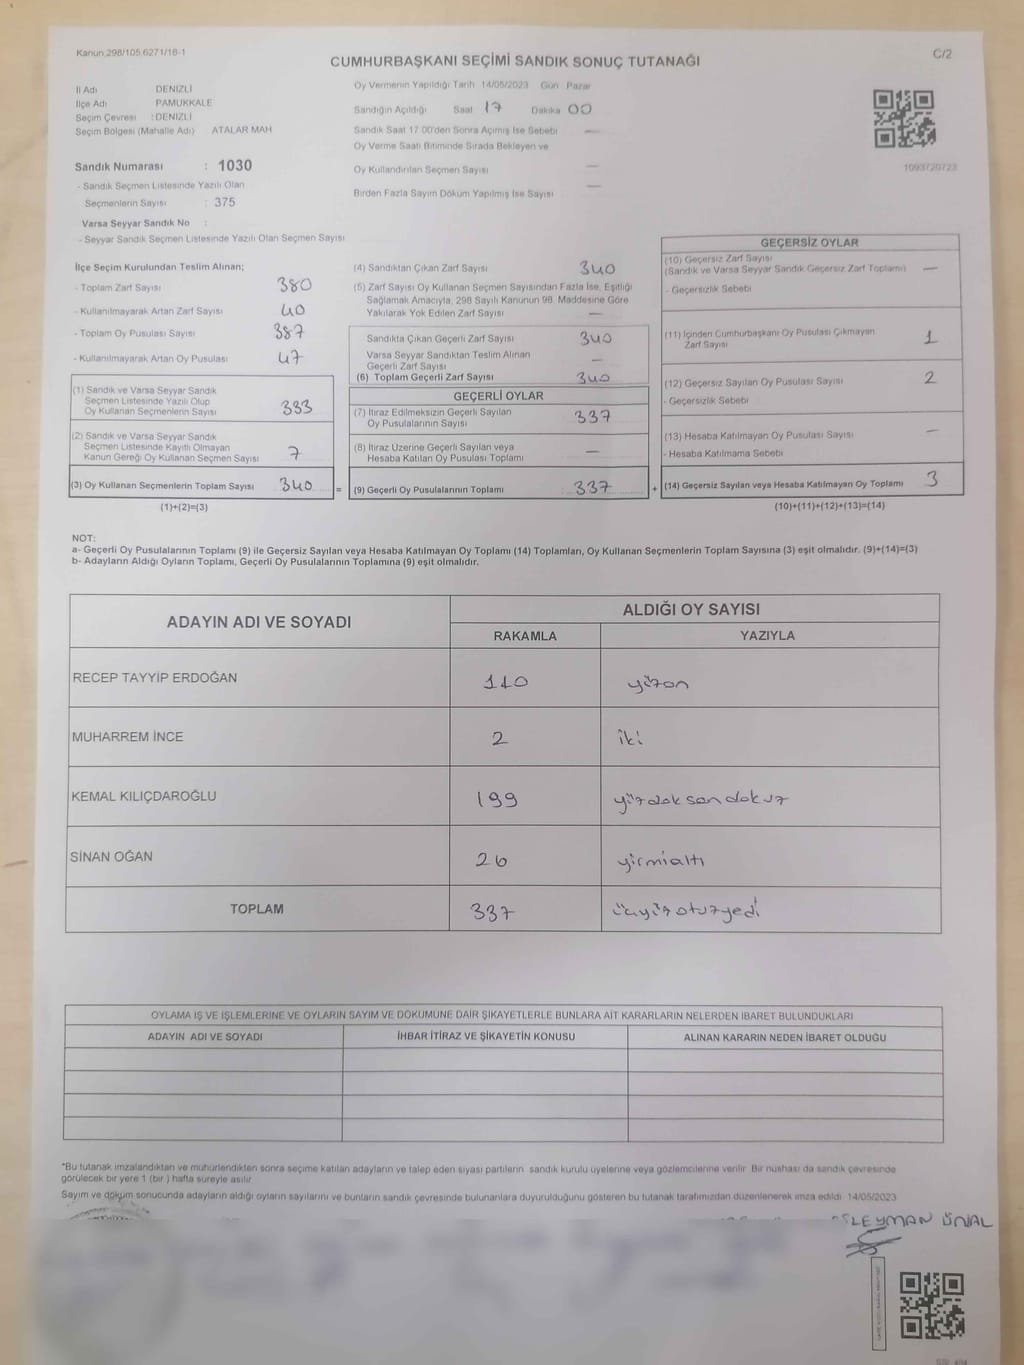 Kanun 298/105,6271/18-1
C/2
CUMHURBAŞKANI SEÇİMİ SANDIK SONUÇ TUTANAĞI
İl Adı DENİZLİ
İlçe Adı PAMUKKALE
Seçim Çevresi : DENİZLİ
Seçim Bölgesi (Mahalle Adı) ATALAR MAH
Sandık Numarası : 1030
- Sandık Seçmen Listesinde Yazılı Olan
Seçmenlerin Sayısı : 375
Varsa Seyyar Sandık No :
- Seyyar Sandık Seçmen Listesinde Yazılı Olan Seçmen Sayısı
Oy Vermenin Yapıldığı Tarih 14/05/2023 Gün Pazar
Sandığın Açıldığı Saat 17 Dakika 00
Sandık Saat 17.00'den Sonra Açılmış İse Sebebi —
Oy Verme Saati Bitiminde Sırada Bekleyen ve
Oy Kullandırılan Seçmen Sayısı —
Birden Fazla Sayım Döküm Yapılmış İse Sayısı —
1093720723
İlçe Seçim Kurulundan Teslim Alınan;
- Toplam Zarf Sayısı 380
- Kullanılmayarak Artan Zarf Sayısı 40
- Toplam Oy Pusulası Sayısı 387
- Kullanılmayarak Artan Oy Pusulası 47
(1) Sandık ve Varsa Seyyar Sandık
Seçmen Listesinde Yazılı Olup
Oy Kullanan Seçmenlerin Sayısı 333
(2) Sandık ve Varsa Seyyar Sandık
Seçmen Listesinde Kayıtlı Olmayan
Kanun Gereği Oy Kullanan Seçmen Sayısı 7
(3) Oy Kullanan Seçmenlerin Toplam Sayısı 340
(1)+(2)=(3)
=
(4) Sandıktan Çıkan Zarf Sayısı 340
(5) Zarf Sayısı Oy Kullanan Seçmen Sayısından Fazla İse, Eşitliği
Sağlamak Amacıyla, 298 Sayılı Kanunun 98. Maddesine Göre
Yakılarak Yok Edilen Zarf Sayısı —
Sandıkta Çıkan Geçerli Zarf Sayısı 340
Varsa Seyyar Sandıktan Teslim Alınan
Geçerli Zarf Sayısı —
(6) Toplam Geçerli Zarf Sayısı 340
GEÇERLİ OYLAR
(7) İtiraz Edilmeksizin Geçerli Sayılan
Oy Pusulalarının Sayısı 337
(8) İtiraz Üzerine Geçerli Sayılan veya
Hesaba Katılan Oy Pusulası Toplamı —
(9) Geçerli Oy Pusulalarının Toplamı 337
+
GEÇERSİZ OYLAR
(10) Geçersiz Zarf Sayısı
(Sandık ve Varsa Seyyar Sandık Geçersiz Zarf Toplamı) —
- Geçersizlik Sebebi
(11) İçinden Cumhurbaşkanı Oy Pusulası Çıkmayan
Zarf Sayısı 1
(12) Geçersiz Sayılan Oy Pusulası Sayısı 2
- Geçersizlik Sebebi
(13) Hesaba Katılmayan Oy Pusulası Sayısı —
- Hesaba Katılmama Sebebi
(14) Geçersiz Sayılan veya Hesaba Katılmayan Oy Toplamı 3
(10)+(11)+(12)+(13)=(14)
NOT:
a- Geçerli Oy Pusulalarının Toplamı (9) ile Geçersiz Sayılan veya Hesaba Katılmayan Oy Toplamı (14) Toplamları, Oy Kullanan Seçmenlerin Toplam Sayısına (3) eşit olmalıdır. (9)+(14)=(3)
b- Adayların Aldığı Oyların Toplamı, Geçerli Oy Pusulalarının Toplamına (9) eşit olmalıdır.
ADAYIN ADI VE SOYADI
ALDIĞI OY SAYISI
RAKAMLA YAZIYLA
RECEP TAYYİP ERDOĞAN 110 yüzon
MUHARREM İNCE 2 iki
KEMAL KILIÇDAROĞLU 199 yüzdoksandokuz
SİNAN OĞAN 26 yirmialtı
TOPLAM 337 üçyüzotuzyedi
OYLAMA İŞ VE İŞLEMLERİNE VE OYLARIN SAYIM VE DÖKÜMÜNE DAİR ŞİKAYETLERLE BUNLARA AİT KARARLARIN NELERDEN İBARET BULUNDUKLARI
ADAYIN ADI VE SOYADI İHBAR İTİRAZ VE ŞİKAYETİN KONUSU ALINAN KARARIN NEDEN İBARET OLDUĞU
*Bu tutanak imzalandıktan ve mühürlendikten sonra seçime katılan adayların ve talep eden siyasi partilerin sandık kurulu üyelerine veya gözlemcilerine verilir. Bir nüshası da sandık çevresinde
görülecek bir yere 1 (bir) hafta süreyle asılır.
Sayım ve döküm sonucunda adayların aldığı oyların sayılarını ve bunların sandık çevresinde bulunanlara duyurulduğunu gösteren bu tutanak tarafımızdan düzenlenerek imza edildi. 14/05/2023
ÜNAL